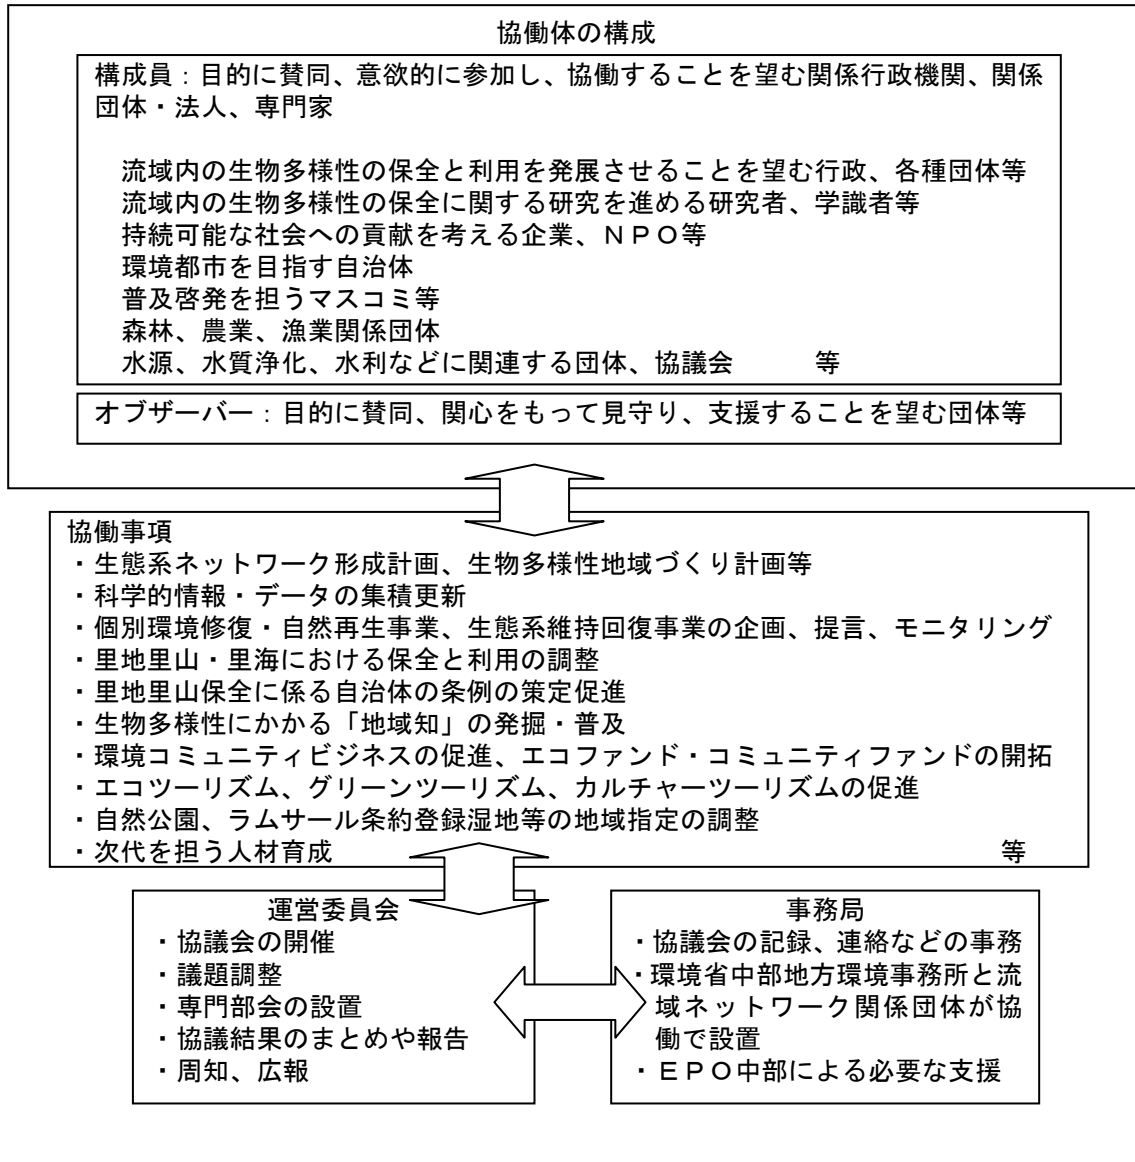 協働体の構成
構成員：目的に賛同、意欲的に参加し、協働することを望む関係行政機関、関係
団体・法人、専門家
流域内の生物多様性の保全と利用を発展させることを望む行政、各種団体等
流域内の生物多様性の保全に関する研究を進める研究者、学識者等
持続可能な社会への貢献を考える企業、ＮＰＯ等
環境都市を目指す自治体
普及啓発を担うマスコミ等
森林、農業、漁業関係団体
水源、水質浄化、水利などに関連する団体、協議会　　　等
オブザーバー：目的に賛同、関心をもって見守り、支援することを望む団体等
協働事項
・生態系ネットワーク形成計画、生物多様性地域づくり計画等
・科学的情報・データの集積更新
・個別環境修復・自然再生事業、生態系維持回復事業の企画、提言、モニタリング
・里地里山・里海における保全と利用の調整
・里地里山保全に係る自治体の条例の策定促進
・生物多様性にかかる「地域知」の発掘・普及
・環境コミュニティビジネスの促進、エコファンド・コミュニティファンドの開拓
・エコツーリズム、グリーンツーリズム、カルチャーツーリズムの促進
・自然公園、ラムサール条約登録湿地等の地域指定の調整
・次代を担う人材育成　　　等
運営委員会
・協議会の開催
・議題調整
・専門部会の設置
・協議結果のまとめや報告
・周知、広報
事務局
・協議会の記録、連絡などの事務
・環境省中部地方環境事務所と流
域ネットワーク関係団体が協
働で設置
・ＥＰＯ中部による必要な支援